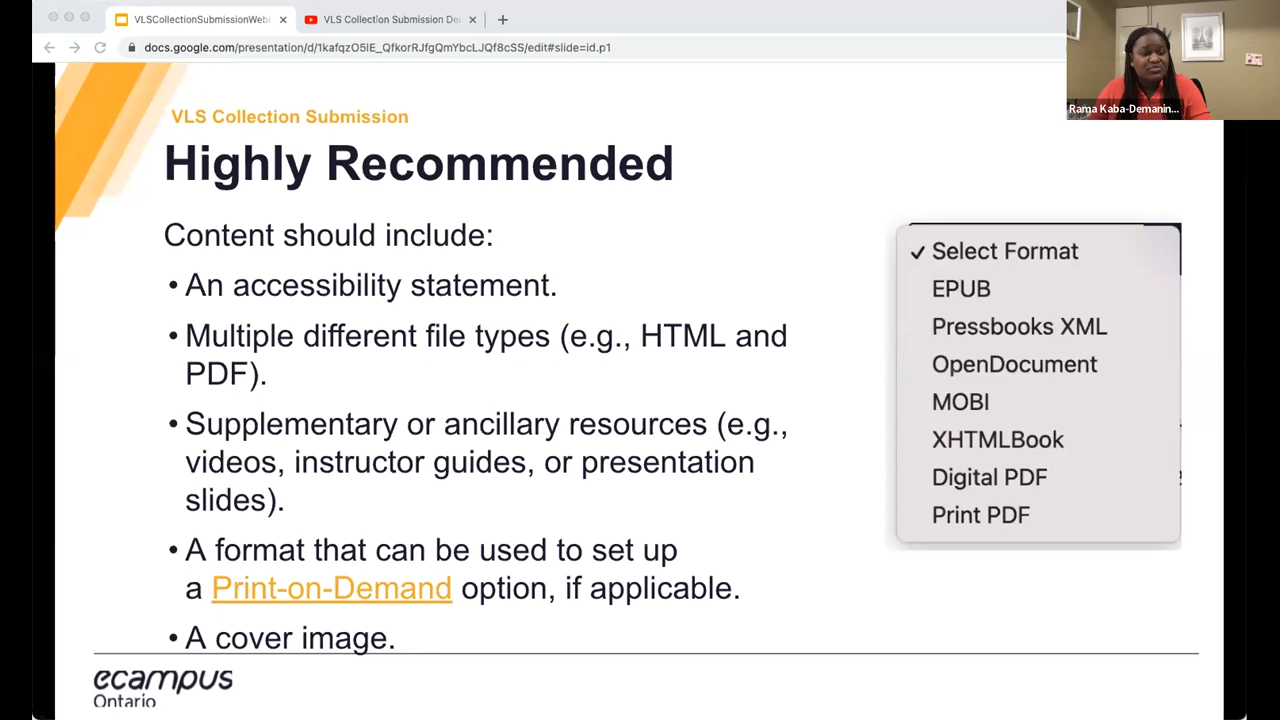 VLSCollectionSubmissionWebi
VLS Collection Submission De
docs.google.com/presentation/d/1kafqzO5lE_QfkorRJfgQmYbcLJQf8cSS/edit#slide=id.p1
Rama Kaba-Demanin...
VLS Collection Submission
Highly Recommended
Content should include:
• An accessibility statement.
• Multiple different file types (e.g., HTML and
PDF).
• Supplementary or ancillary resources (e.g.,
videos, instructor guides, or presentation
slides).
• A format that can be used to set up
a Print-on-Demand option, if applicable.
• A cover image.
✓ Select Format
EPUB
Pressbooks XML
OpenDocument
MOBI
XHTMLBook
Digital PDF
Print PDF
ecampus
Ontario